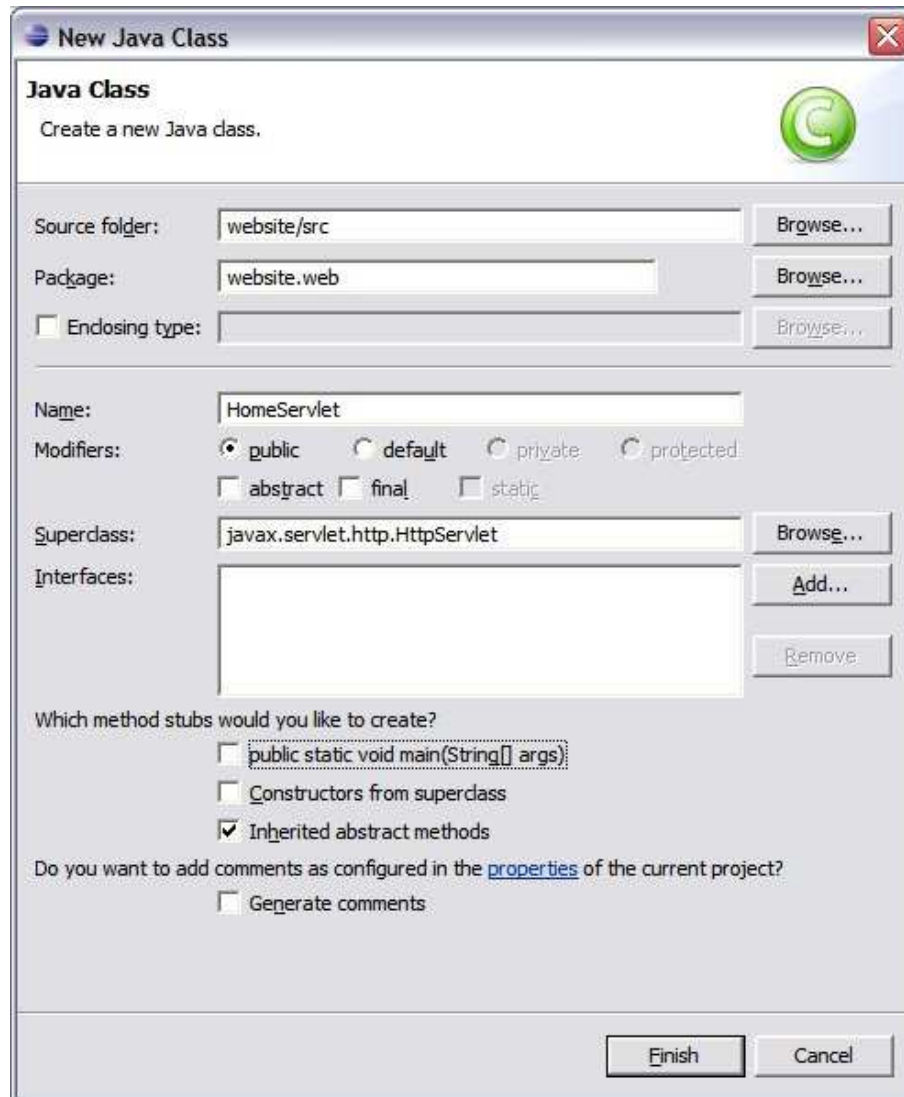 New Java Class
Java Class
Create a new Java class.
Source folder: website/src Browse...
Package: website.web Browse...
Enclosing type: Browse...
Name: HomeServlet
Modifiers: public default private protected
abstract final static
Superclass: javax.servlet.http.HttpServlet Browse...
Interfaces: Add...
Remove
Which method stubs would you like to create?
public static void main(String[] args)
Constructors from superclass
Inherited abstract methods
Do you want to add comments as configured in the properties of the current project?
Generate comments
Finish Cancel